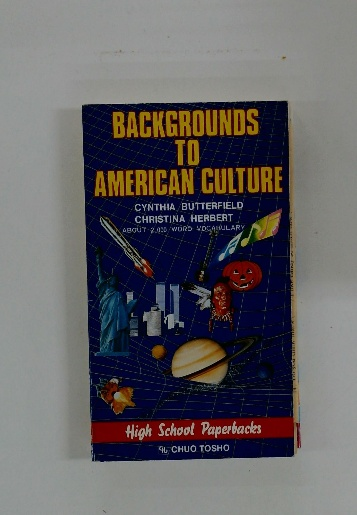 BACKGROUNDS
TO
AMERICAN CULTURE
CYNTHIA BUTTERFIELD
CHRISTINA HERBERT
ABOUT 2,000 WORD VOCABULARY
High School Paperbacks
CHUO TOSHO